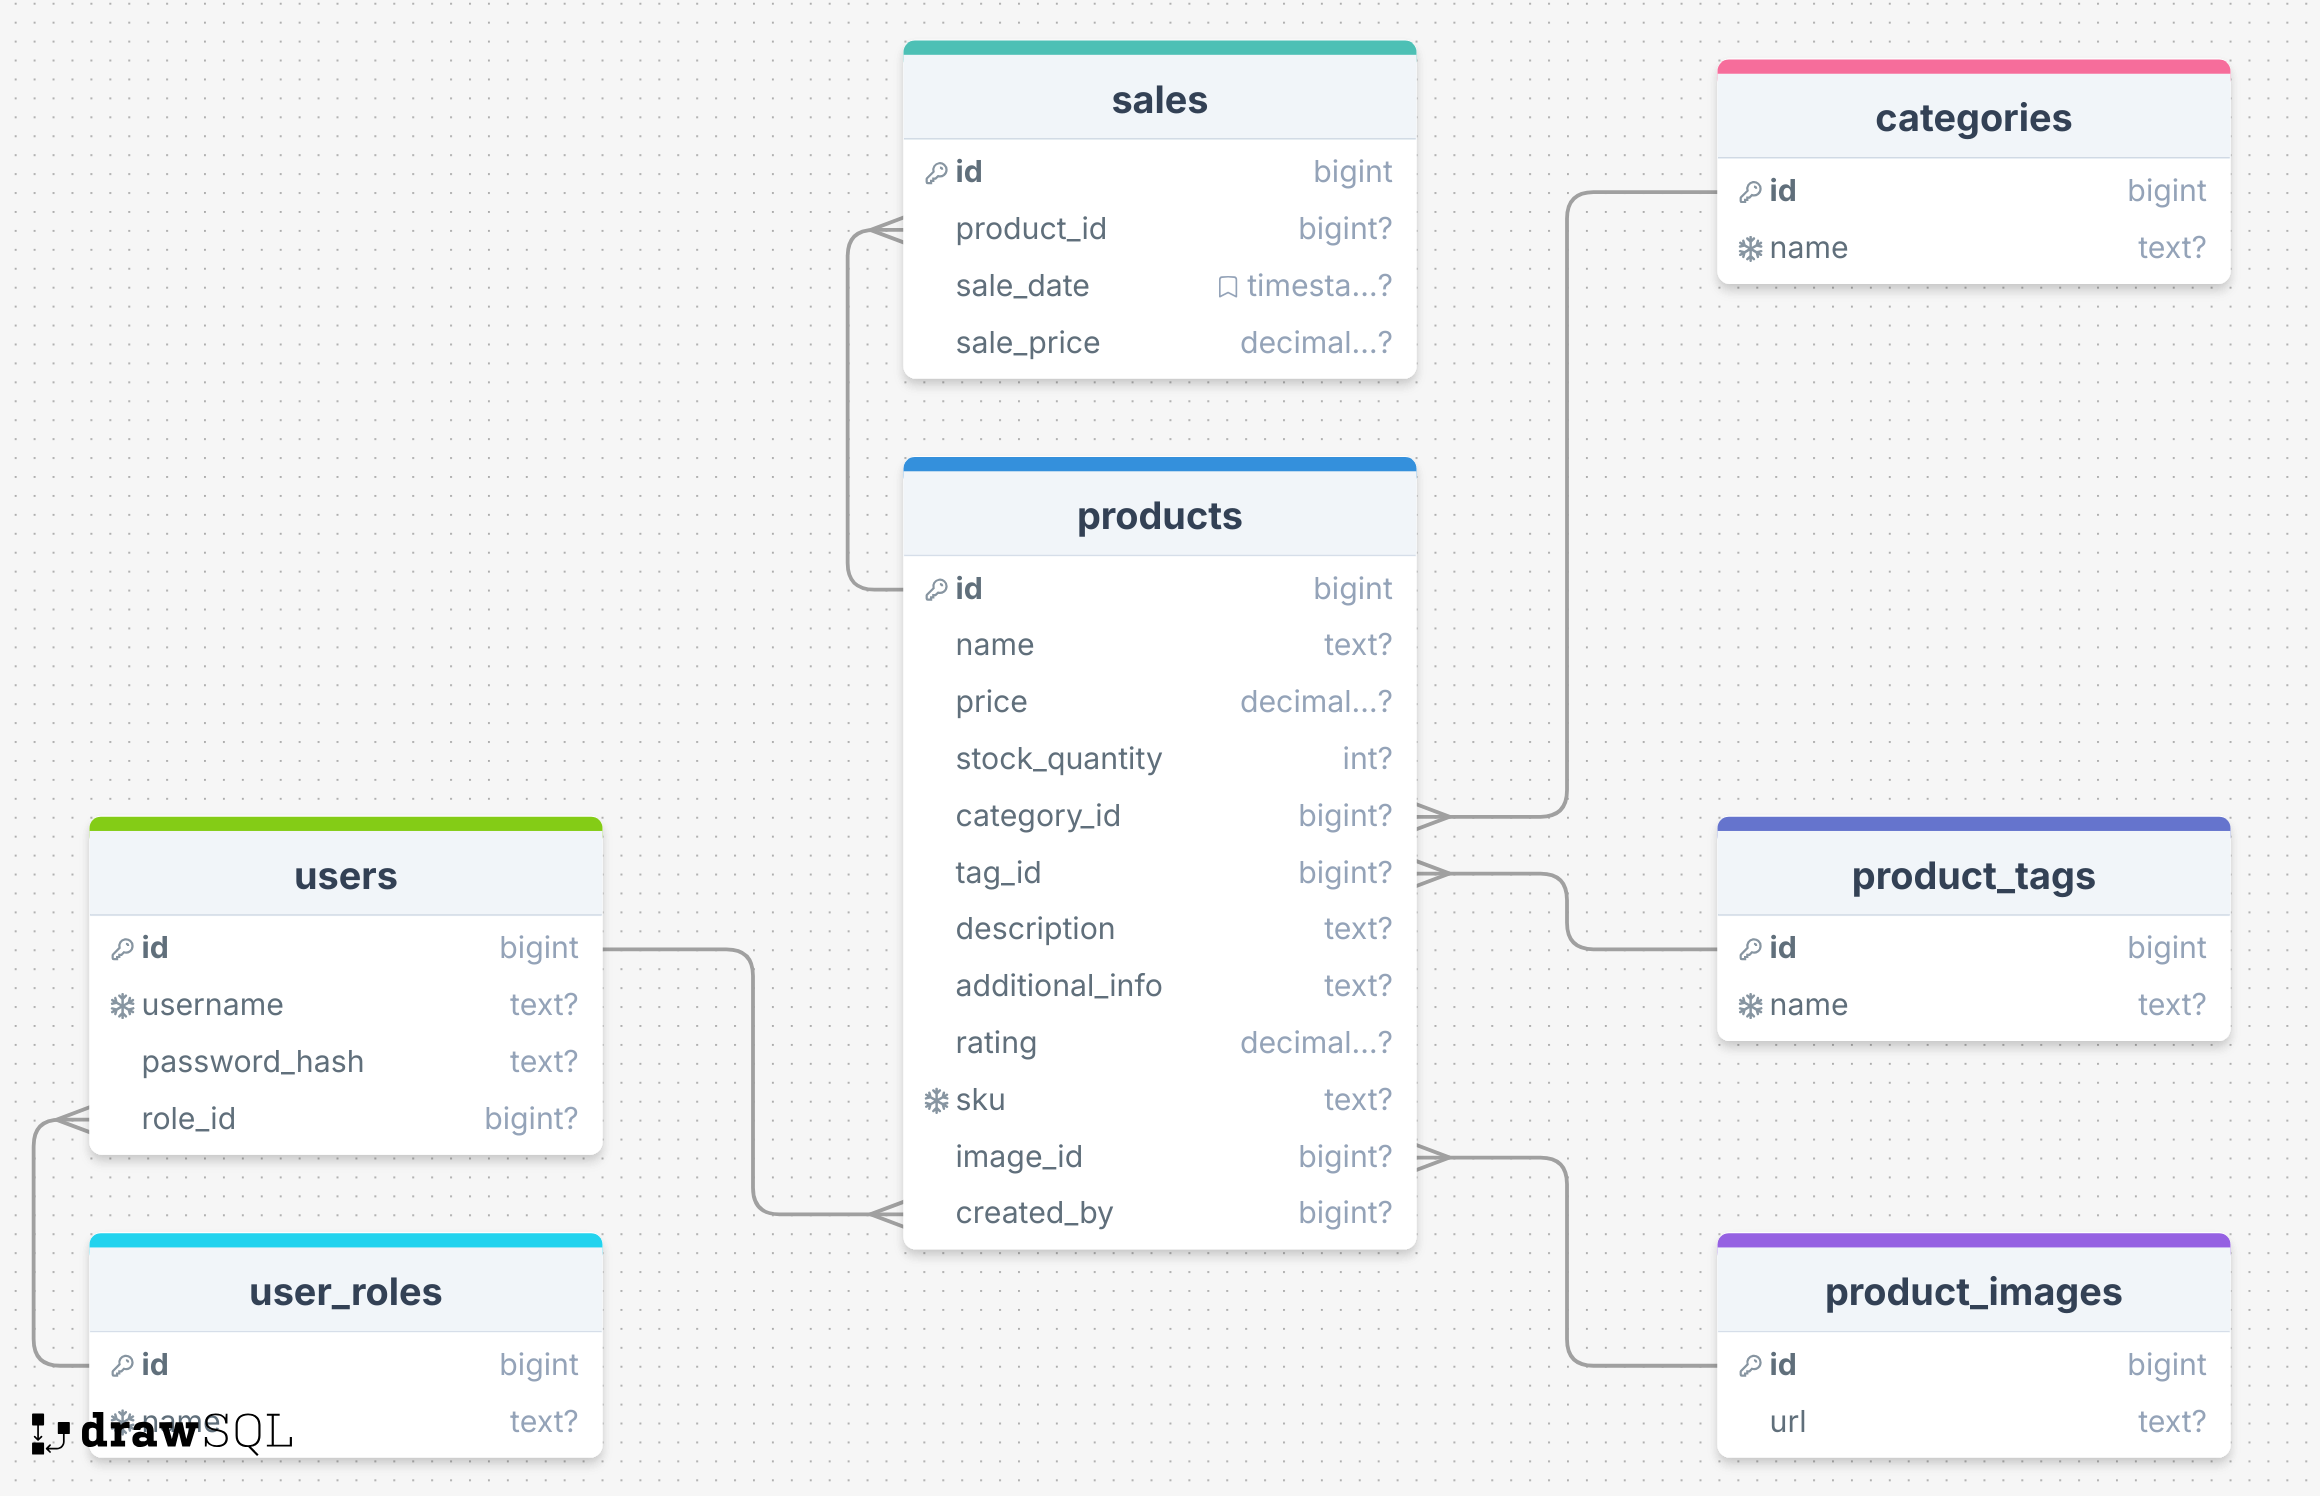 sales
id bigint
product_id bigint?
sale_date timesta...?
sale_price decimal...?
categories
id bigint
name text?
products
id bigint
name text?
price decimal...?
stock_quantity int?
category_id bigint?
tag_id bigint?
description text?
additional_info text?
rating decimal...?
sku text?
image_id bigint?
created_by bigint?
users
id bigint
username text?
password_hash text?
role_id bigint?
product_tags
id bigint
name text?
user_roles
id bigint
name text?
drawSQL
product_images
id bigint
url text?